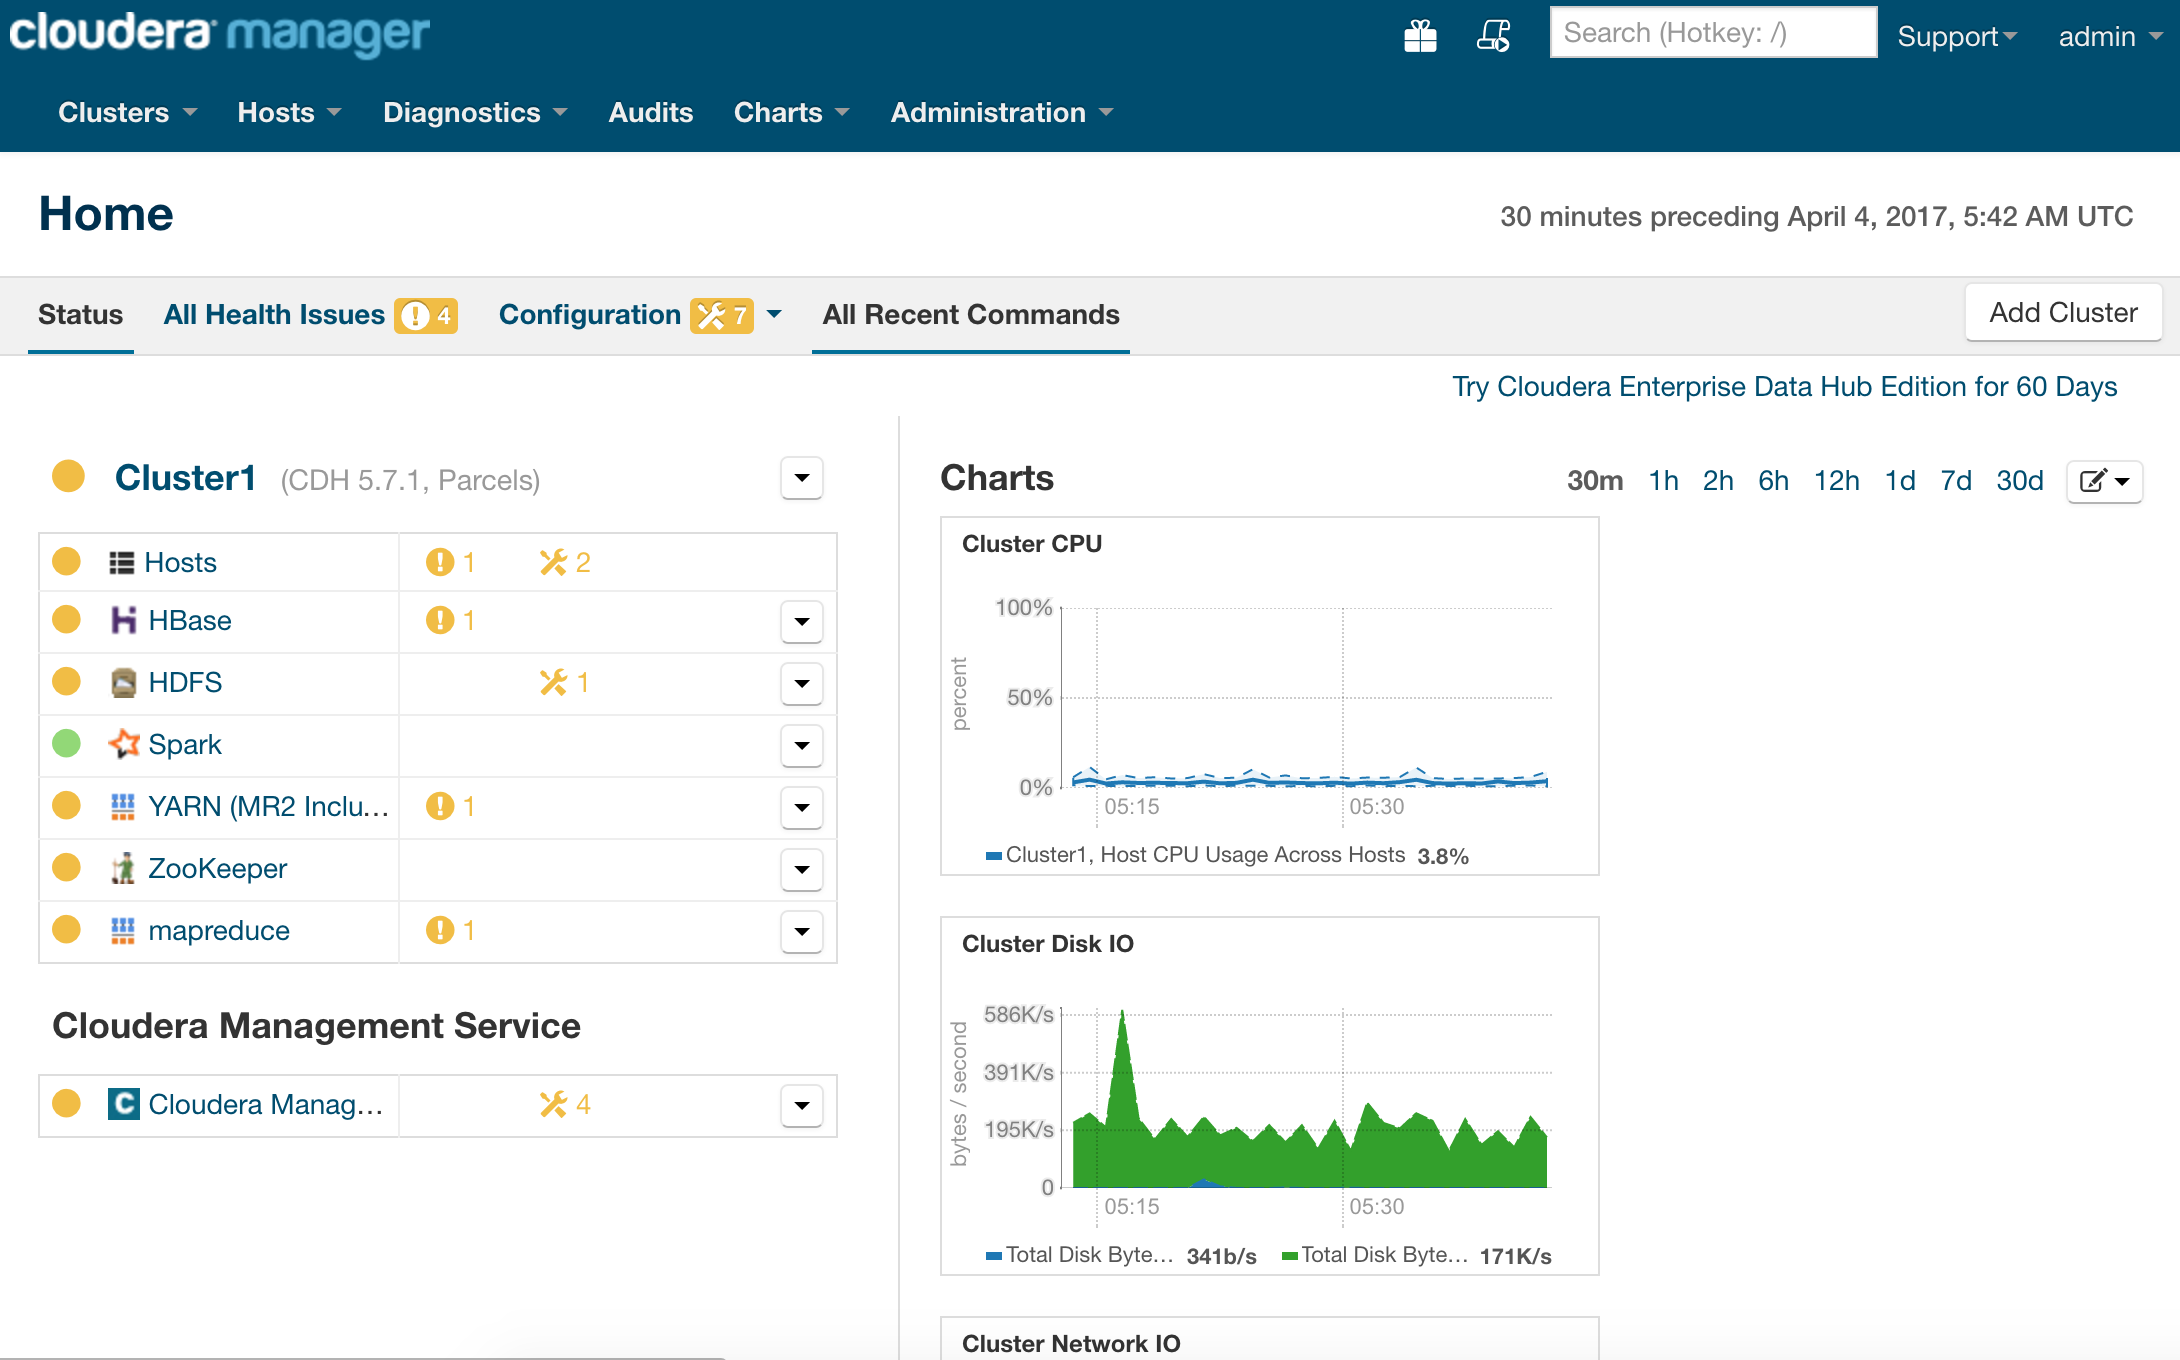 cloudera manager
Search (Hotkey: /)
Support
admin
Clusters
Hosts
Diagnostics
Audits
Charts
Administration
Home
30 minutes preceding April 4, 2017, 5:42 AM UTC
Status
All Health Issues 4
Configuration 7
All Recent Commands
Add Cluster
Try Cloudera Enterprise Data Hub Edition for 60 Days
Cluster1 (CDH 5.7.1, Parcels)
Hosts 1 2
HBase 1
HDFS 1
Spark
YARN (MR2 Inclu... 1
ZooKeeper
mapreduce 1
Cloudera Management Service
C Cloudera Manag... 4
Charts
30m 1h 2h 6h 12h 1d 7d 30d
Cluster CPU
percent
100%
50%
0%
05:15 05:30
Cluster1, Host CPU Usage Across Hosts 3.8%
Cluster Disk IO
bytes / second
586K/s
391K/s
195K/s
0
05:15 05:30
Total Disk Byte... 341b/s Total Disk Byte... 171K/s
Cluster Network IO